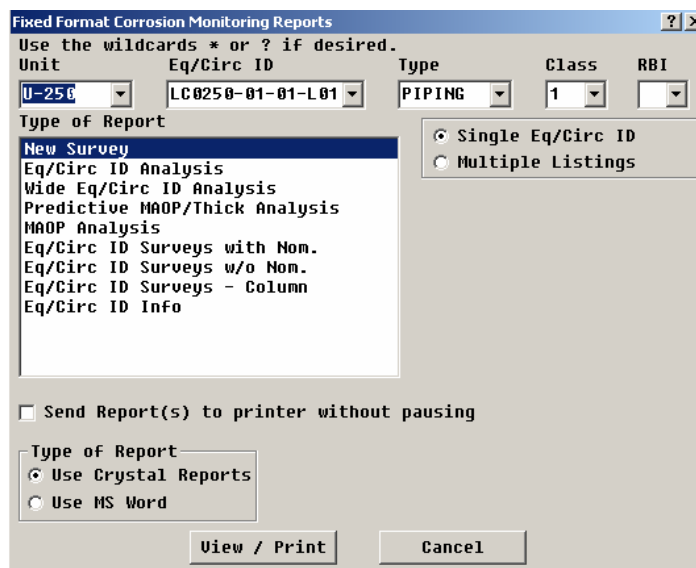 Fixed Format Corrosion Monitoring Reports
Use the wildcards * or ? if desired.
Unit Eq/Circ ID Type Class RBI
U-250 LC0250-01-01-L01 PIPING 1
Type of Report
New Survey
Eq/Circ ID Analysis
Wide Eq/Circ ID Analysis
Predictive MAOP/Thick Analysis
MAOP Analysis
Eq/Circ ID Surveys with Nom.
Eq/Circ ID Surveys w/o Nom.
Eq/Circ ID Surveys - Column
Eq/Circ ID Info
Single Eq/Circ ID
Multiple Listings
Send Report(s) to printer without pausing
Type of Report
Use Crystal Reports
Use MS Word
View / Print Cancel